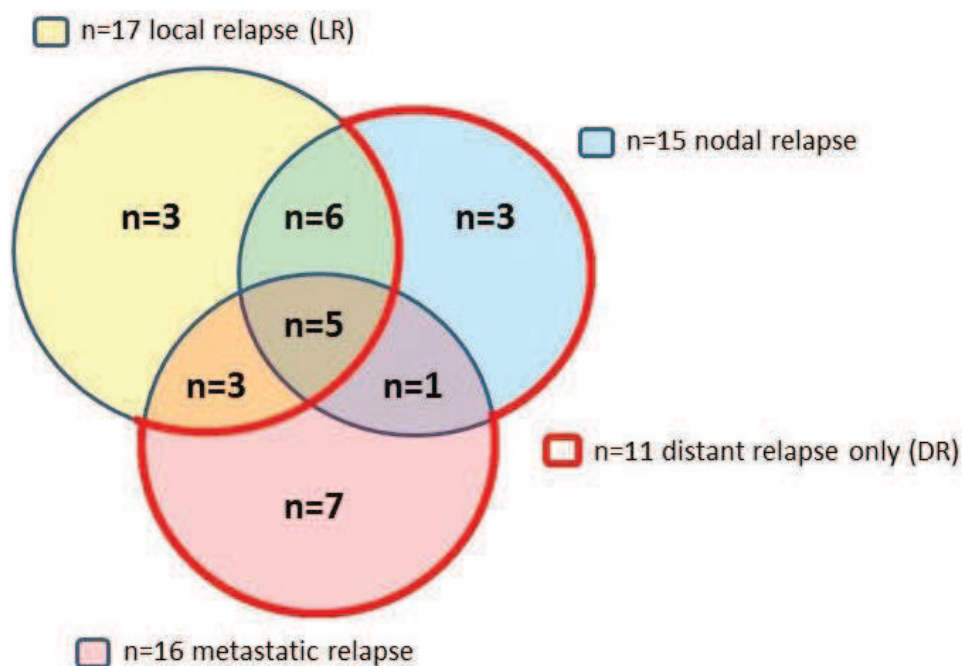 n=17 local relapse (LR)
n=15 nodal relapse
n=3
n=6
n=3
n=5
n=3
n=1
n=11 distant relapse only (DR)
n=7
n=16 metastatic relapse